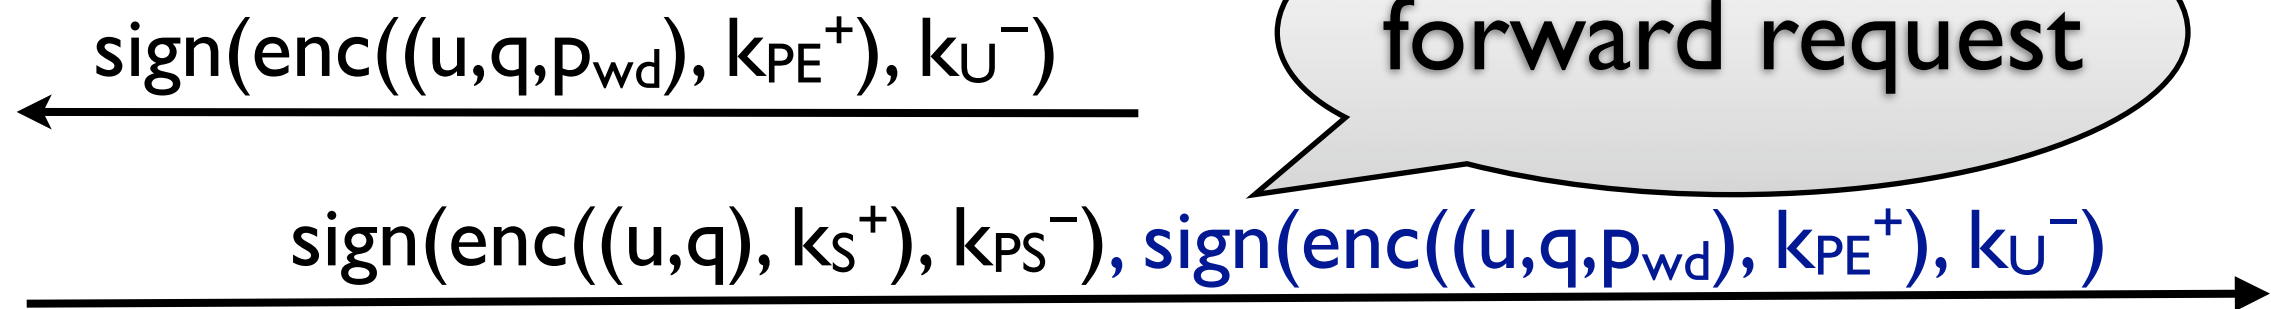 forward request
sign(enc((u,q,pwd), kPE+), kU−)
sign(enc((u,q), kS+), kPS−), sign(enc((u,q,pwd), kPE+), kU−)